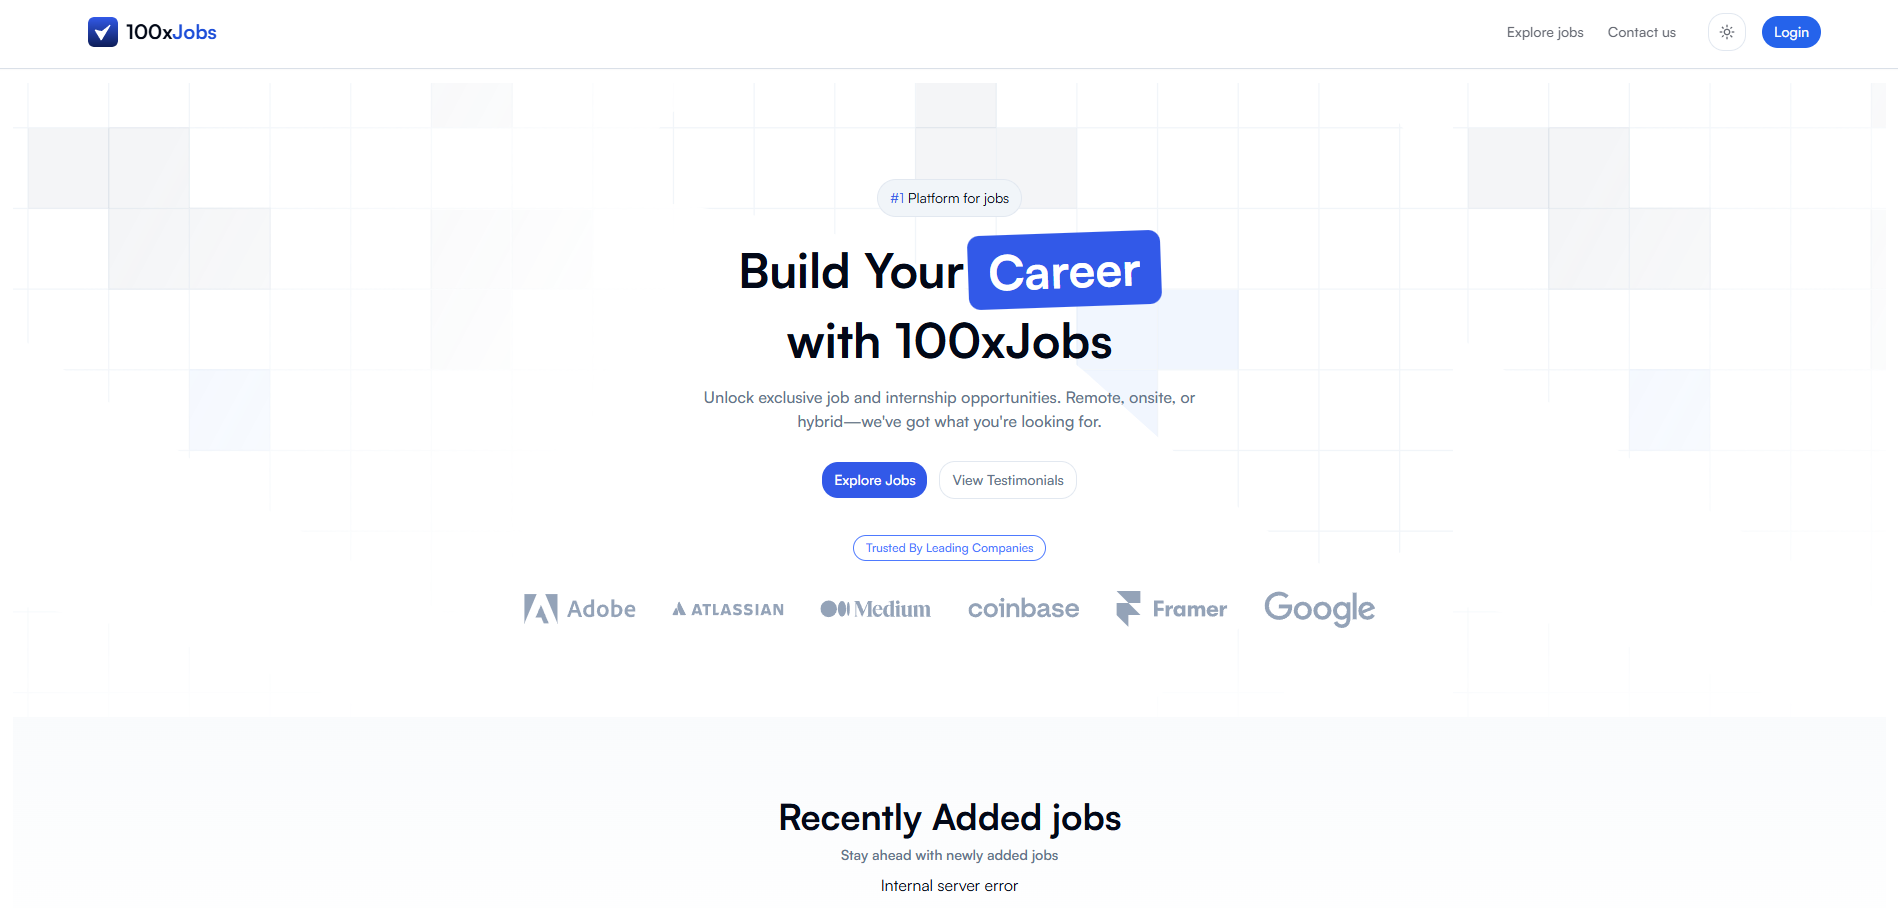 100xJobs
Explore jobs
Contact us
Login
#1 Platform for jobs
Build Your Career
with 100xJobs
Unlock exclusive job and internship opportunities. Remote, onsite, or
hybrid—we've got what you're looking for.
Explore Jobs
View Testimonials
Trusted By Leading Companies
Adobe
ATLASSIAN
Medium
coinbase
Framer
Google
Recently Added jobs
Stay ahead with newly added jobs
Internal server error